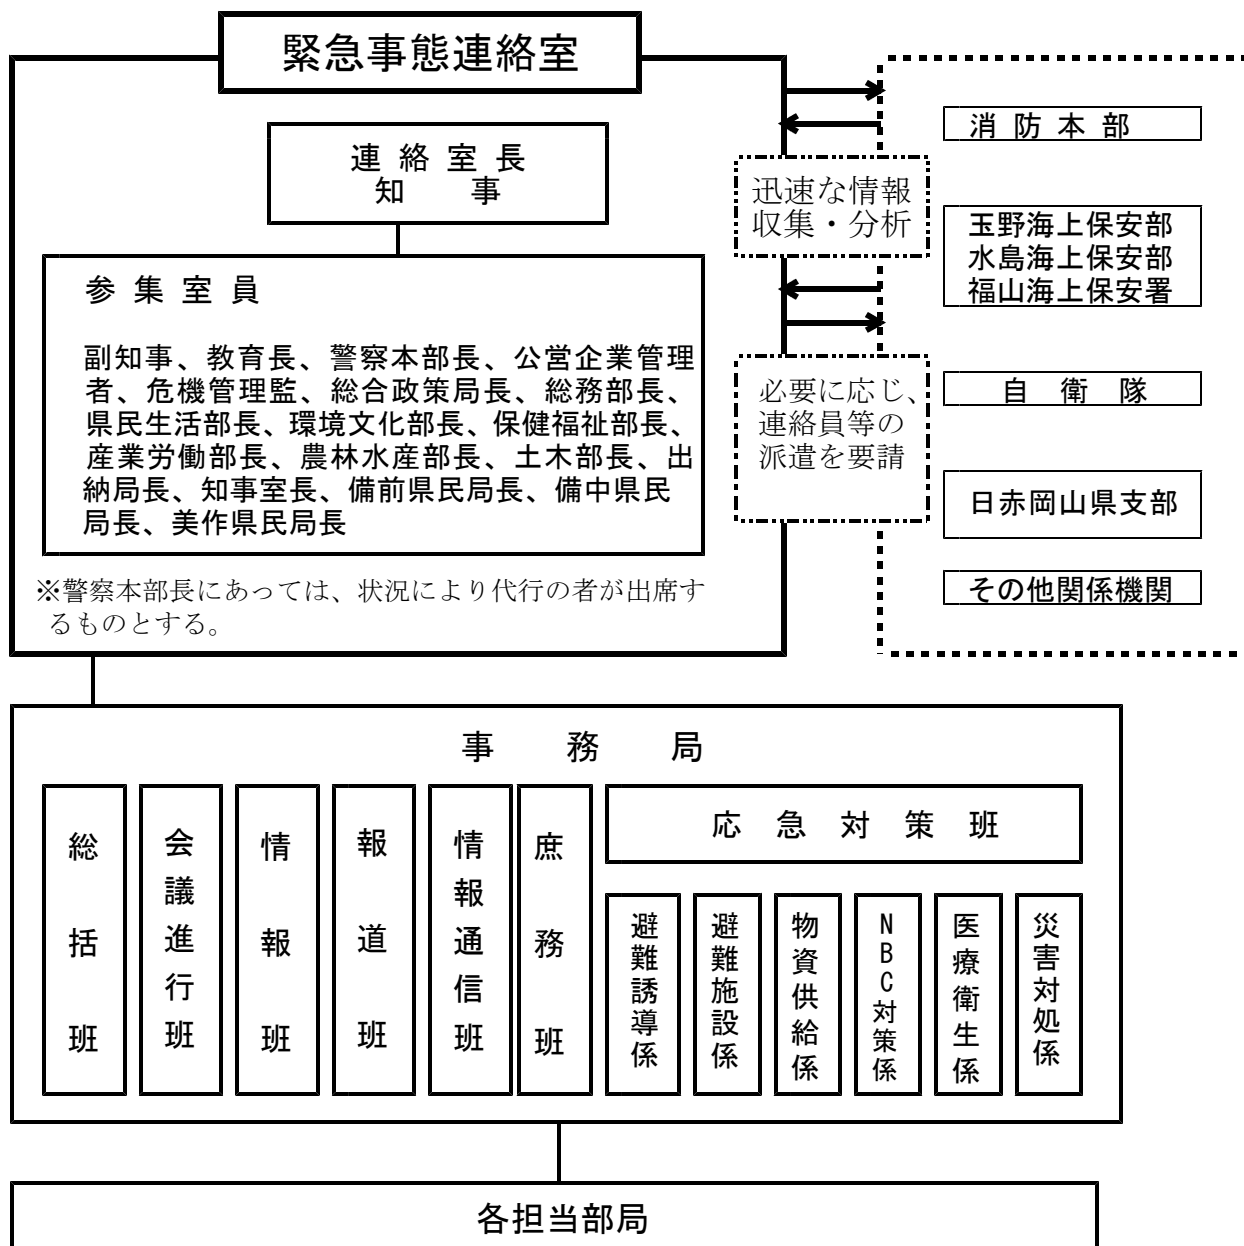 緊急事態連絡室
連絡室長
知事
参集室員
副知事、教育長、警察本部長、公営企業管理
者、危機管理監、総合政策局長、総務部長、
県民生活部長、環境文化部長、保健福祉部長、
産業労働部長、農林水産部長、土木部長、出
納局長、知事室長、備前県民局長、備中県民
局長、美作県民局長
※警察本部長にあっては、状況により代行の者が出席す
るものとする。
迅速な情報
収集・分析
必要に応じ、
連絡員等の
派遣を要請
消防本部
玉野海上保安部
水島海上保安部
福山海上保安署
自衛隊
日赤岡山県支部
その他関係機関
事務局
総括班
会議進行班
情報班
報道班
情報通信班
庶務班
応急対策班
避難誘導係
避難施設係
物資供給係
NBC対策係
医療衛生係
災害対処係
各担当部局